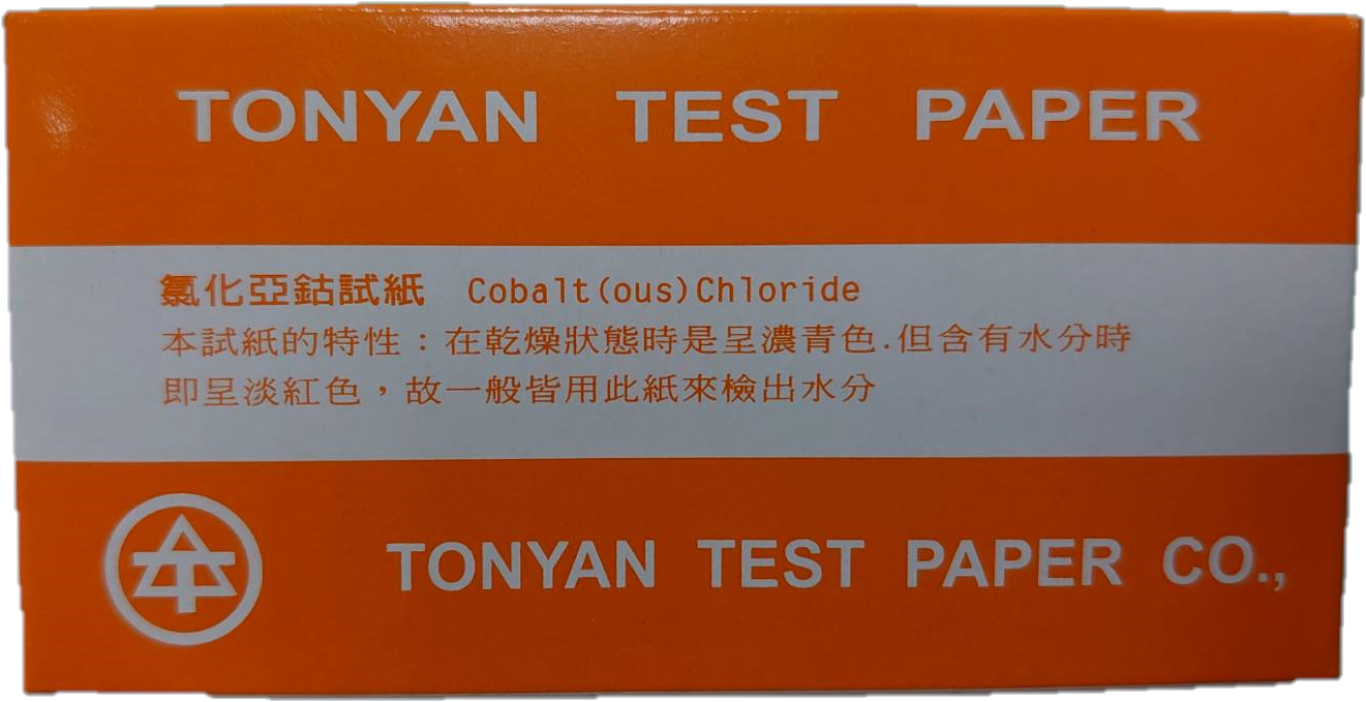 TONYAN TEST PAPER
氯化亞鈷試紙 Cobalt(ous)Chloride
本試紙的特性：在乾燥狀態時是呈濃青色.但含有水分時
即呈淡紅色，故一般皆用此紙來檢出水分
TONYAN TEST PAPER CO.,